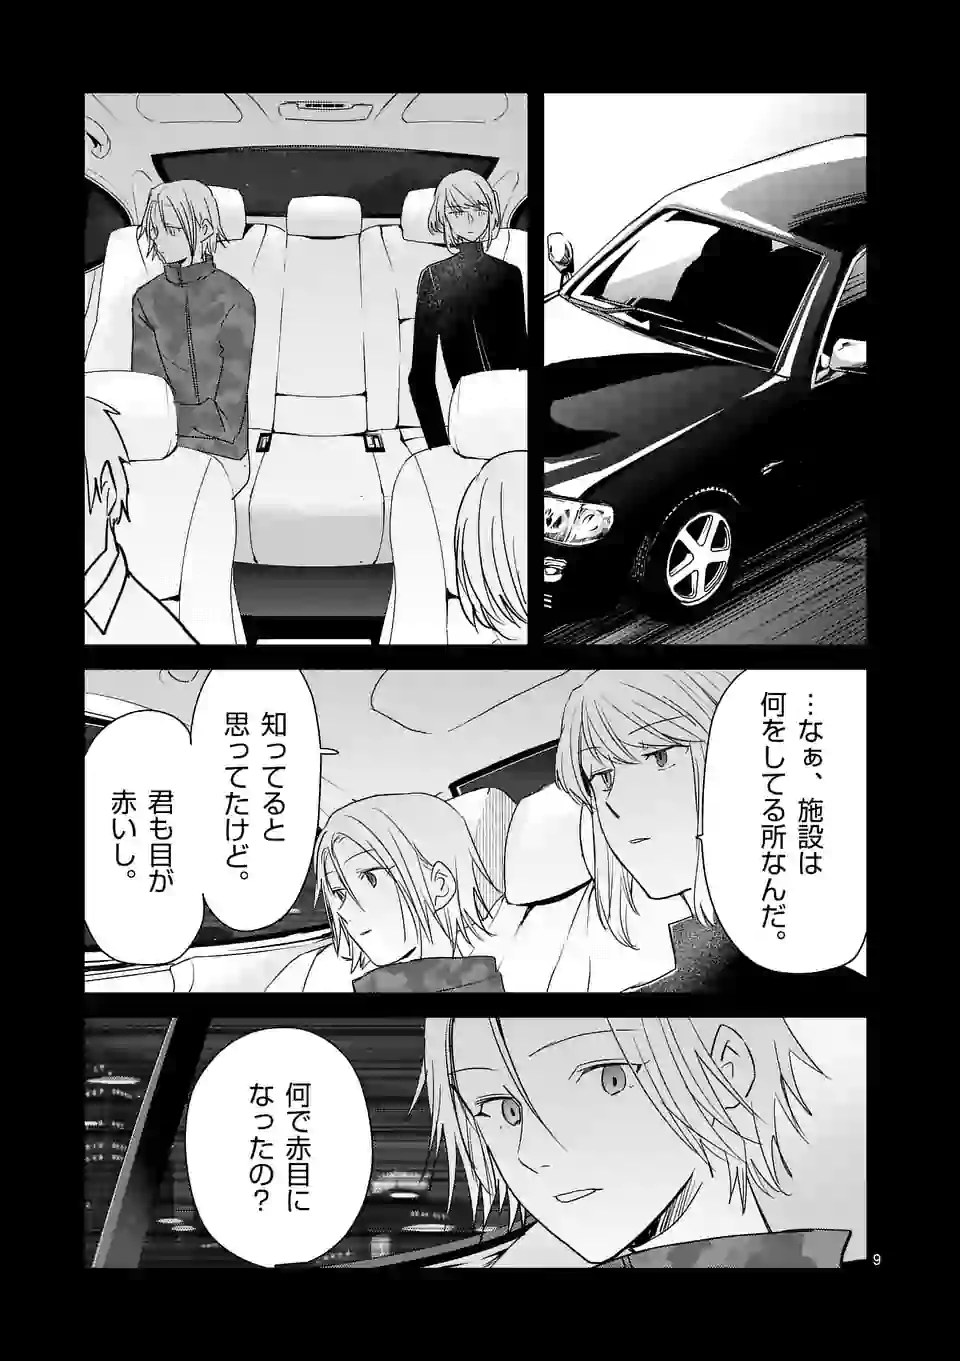 …なぁ、施設は
何をしてる所なんだ。
知ってると
思ってたけど。
君も目が
赤いし。
何で赤目に
なったの？
9